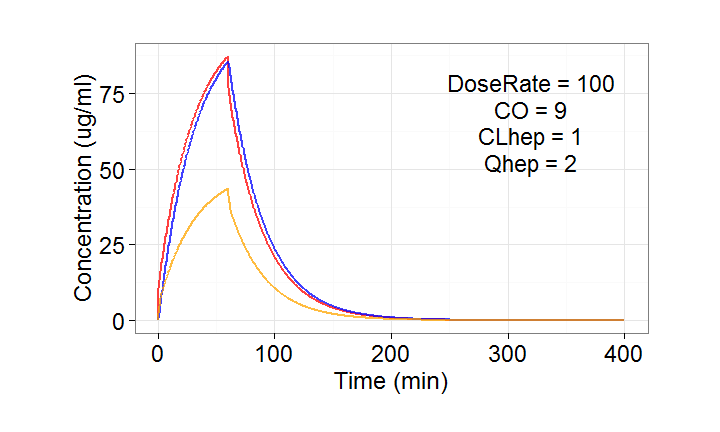 DoseRate = 100
CO = 9
CLhep = 1
Qhep = 2
Concentration (ug/ml)
75
50
25
0
0
100
200
300
400
Time (min)